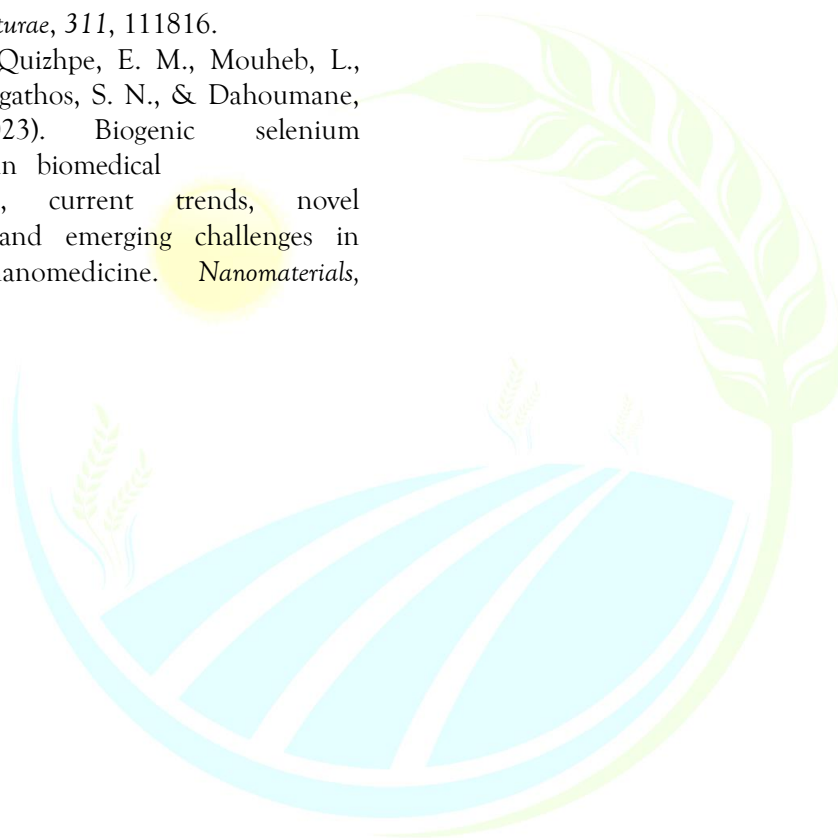 turae, 311, 111816.
Quizhpe, E. M., Mouheb, L.,
gathos, S. N., & Dahoumane,
23). Biogenic selenium
n biomedical
, current trends, novel
and emerging challenges in
anomedicine. Nanomaterials,